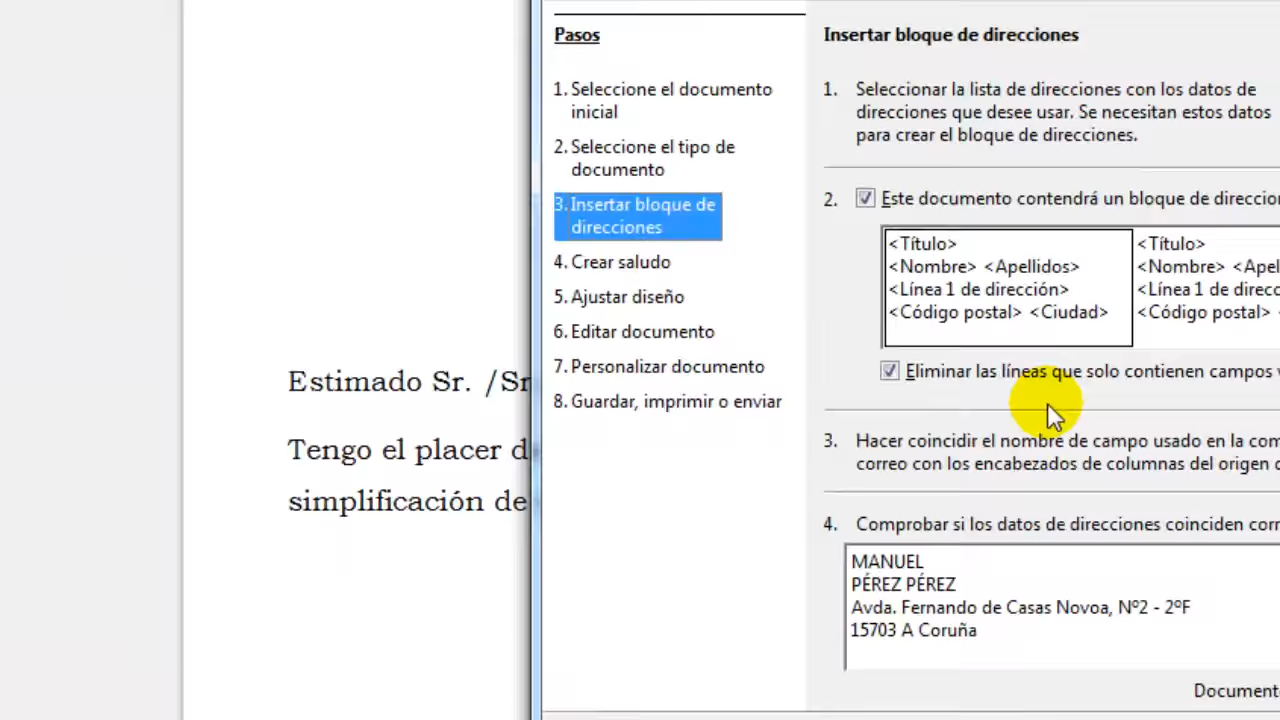 Pasos
1. Seleccione el documento
inicial
2. Seleccione el tipo de
documento
3. Insertar bloque de
direcciones
4. Crear saludo
5. Ajustar diseño
6. Editar documento
7. Personalizar documento
8. Guardar, imprimir o enviar
Insertar bloque de direcciones
1. Seleccionar la lista de direcciones con los datos de
direcciones que desee usar. Se necesitan estos datos
para crear el bloque de direcciones.
2. Este documento contendrá un bloque de
<Título>
<Nombre> <Apellidos>
<Línea 1 de dirección>
<Código postal> <Ciudad>
<Título>
<Nombre>
<Línea 1 de
<Código postal>
Eliminar las líneas que solo contienen campos
3. Hacer coincidir el nombre de campo usado en la
correo con los encabezados de columnas del origen
4. Comprobar si los datos de direcciones coinciden
MANUEL
PÉREZ PÉREZ
Avda. Fernando de Casas Novoa, Nº2 - 2ºF
15703 A Coruña
Document
Estimado Sr. /Sr
Tengo el placer
simplificación de